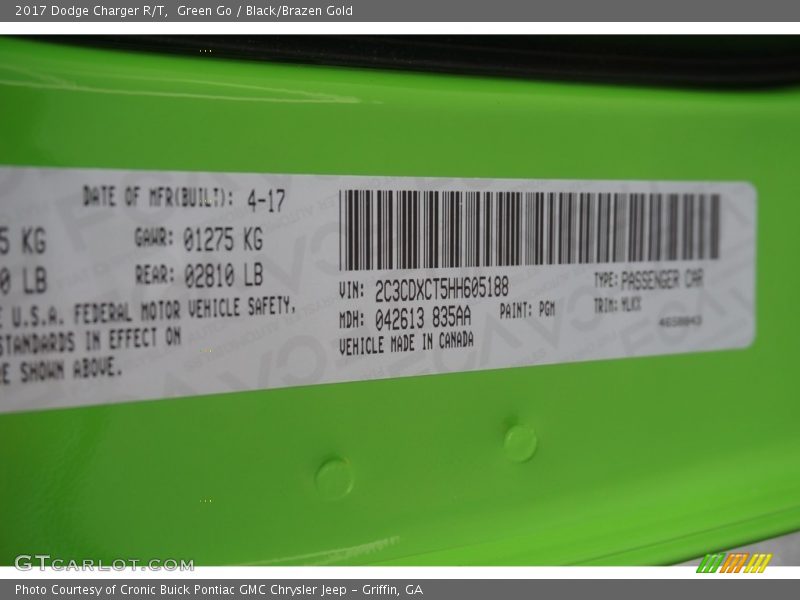 2017 Dodge Charger R/T, Green Go / Black/Brazen Gold
DATE OF MFR(BUILT): 4-17
5 KG GAWR: 01275 KG
0 LB REAR: 02810 LB
E U.S.A. FEDERAL MOTOR VEHICLE SAFETY,
STANDARDS IN EFFECT ON
E SHOWN ABOVE.
VIN: 2C3CDXCT5HH605188 TYPE: PASSENGER CAR
MDH: 042613 835AA PAINT: PGM TRIM: MLKX
VEHICLE MADE IN CANADA
GTCARLOT.COM
Photo Courtesy of Cronic Buick Pontiac GMC Chrysler Jeep - Griffin, GA